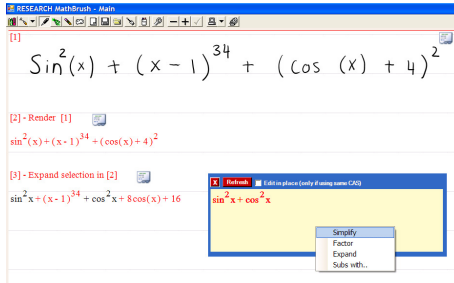 RESEARCH MathBrush - Main
[1]
Sin²(x) + (x - 1)³⁴ + (cos (x) + 4)²
[2] - Render [1]
sin²(x)+(x-1)³⁴+(cos(x)+4)²
[3] - Expand selection in [2]
sin²x+(x-1)³⁴+cos²x+8cos(x)+16
X Refresh Edit in place (only if using same CAS)
sin²x+cos²x
Simplify
Factor
Expand
Subs with..